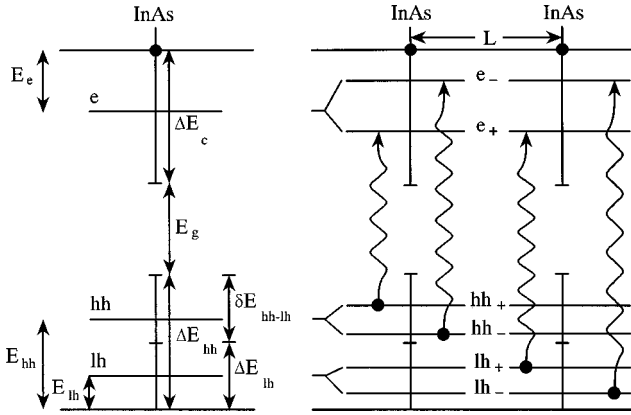 InAs
E_e
e
ΔE_c
E_g
hh
δE_hh-lh
ΔE_hh
E_hh
lh
ΔE_lh
E_lh
InAs
InAs
L
e_-
e_+
hh_+
hh_-
lh_+
lh_-